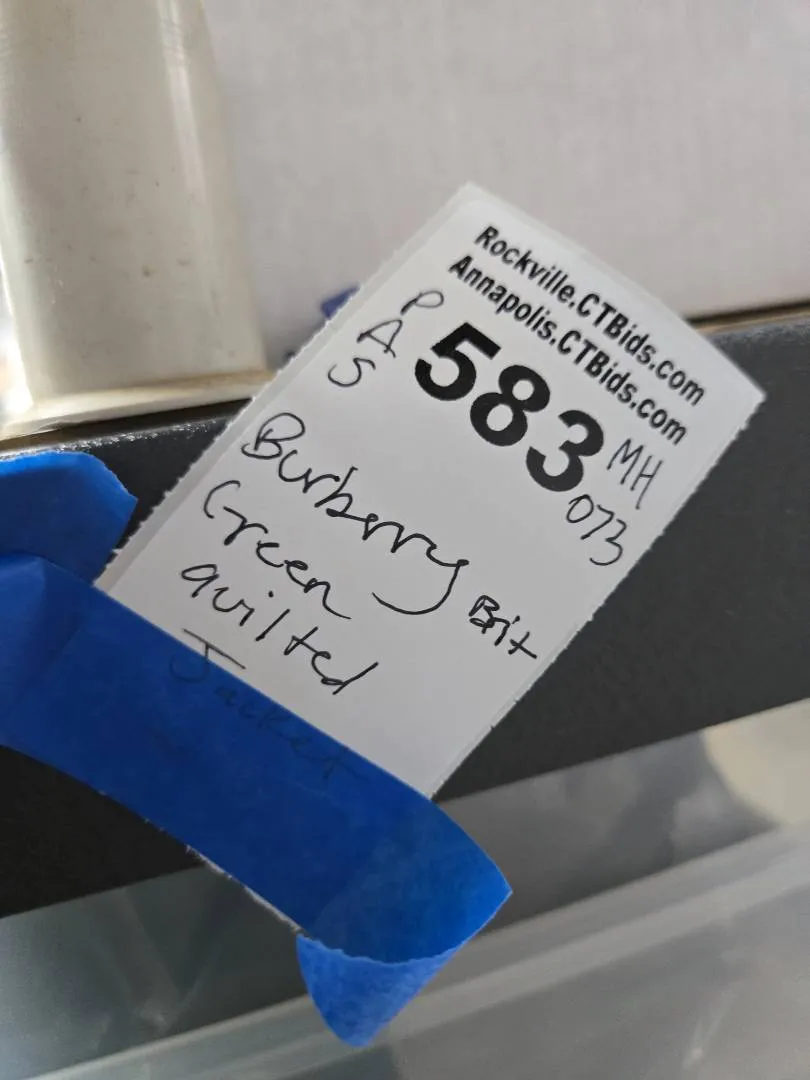 Rockville.CTBids.com
Annapolis.CTBids.com
P
A
S
583
MH
073
Burberry
Brit
Green
quilted
Jacket